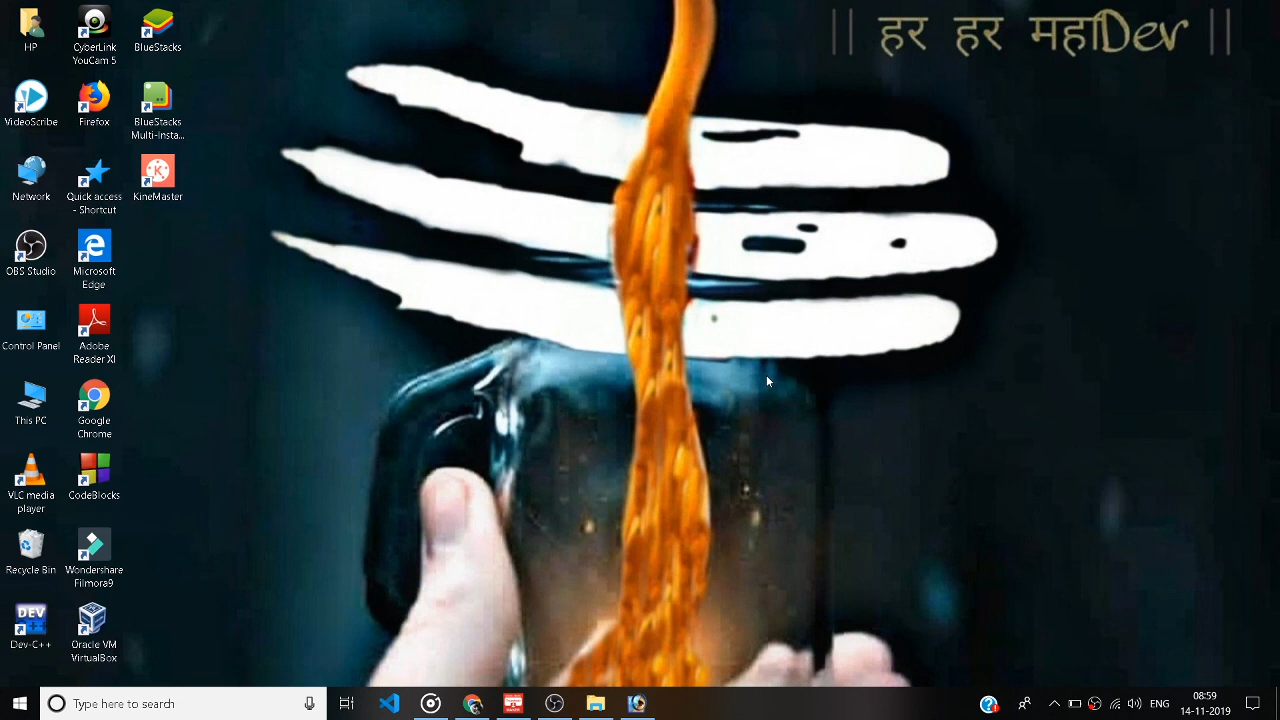 || हर हर महाDev ||
HP
CyberLink
YouCam 5
BlueStacks
VideoScribe
Firefox
BlueStacks
Multi-Insta...
Network
Quick access
- Shortcut
KineMaster
OBS Studio
Microsoft
Edge
Control Panel
Adobe
Reader XI
This PC
Google
Chrome
VLC media
player
CodeBlocks
Recycle Bin
Wondershare
Filmora9
DEV
Dev-C++
Oracle VM
VirtualBox
Type here to search
ENG
08:59
14-11-2019